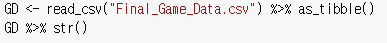 GD <- read_csv("Final_Game_Data.csv") %>% as_tibble()
GD %>% str()